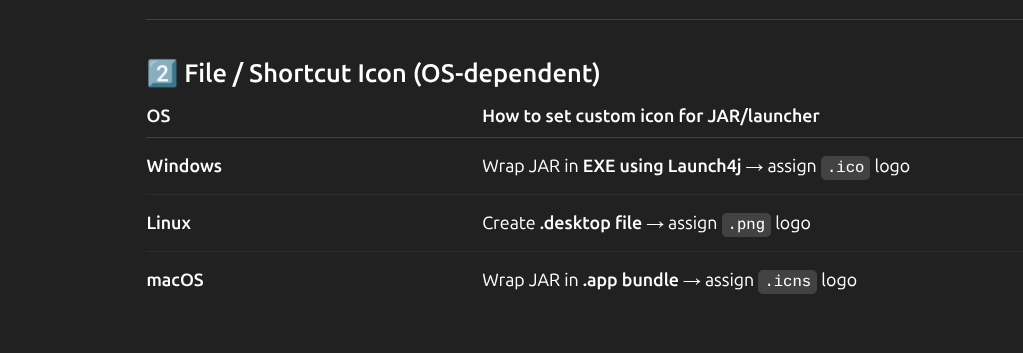 2️⃣ File / Shortcut Icon (OS-dependent)
OS How to set custom icon for JAR/launcher
Windows Wrap JAR in EXE using Launch4j → assign .ico logo
Linux Create .desktop file → assign .png logo
macOS Wrap JAR in .app bundle → assign .icns logo